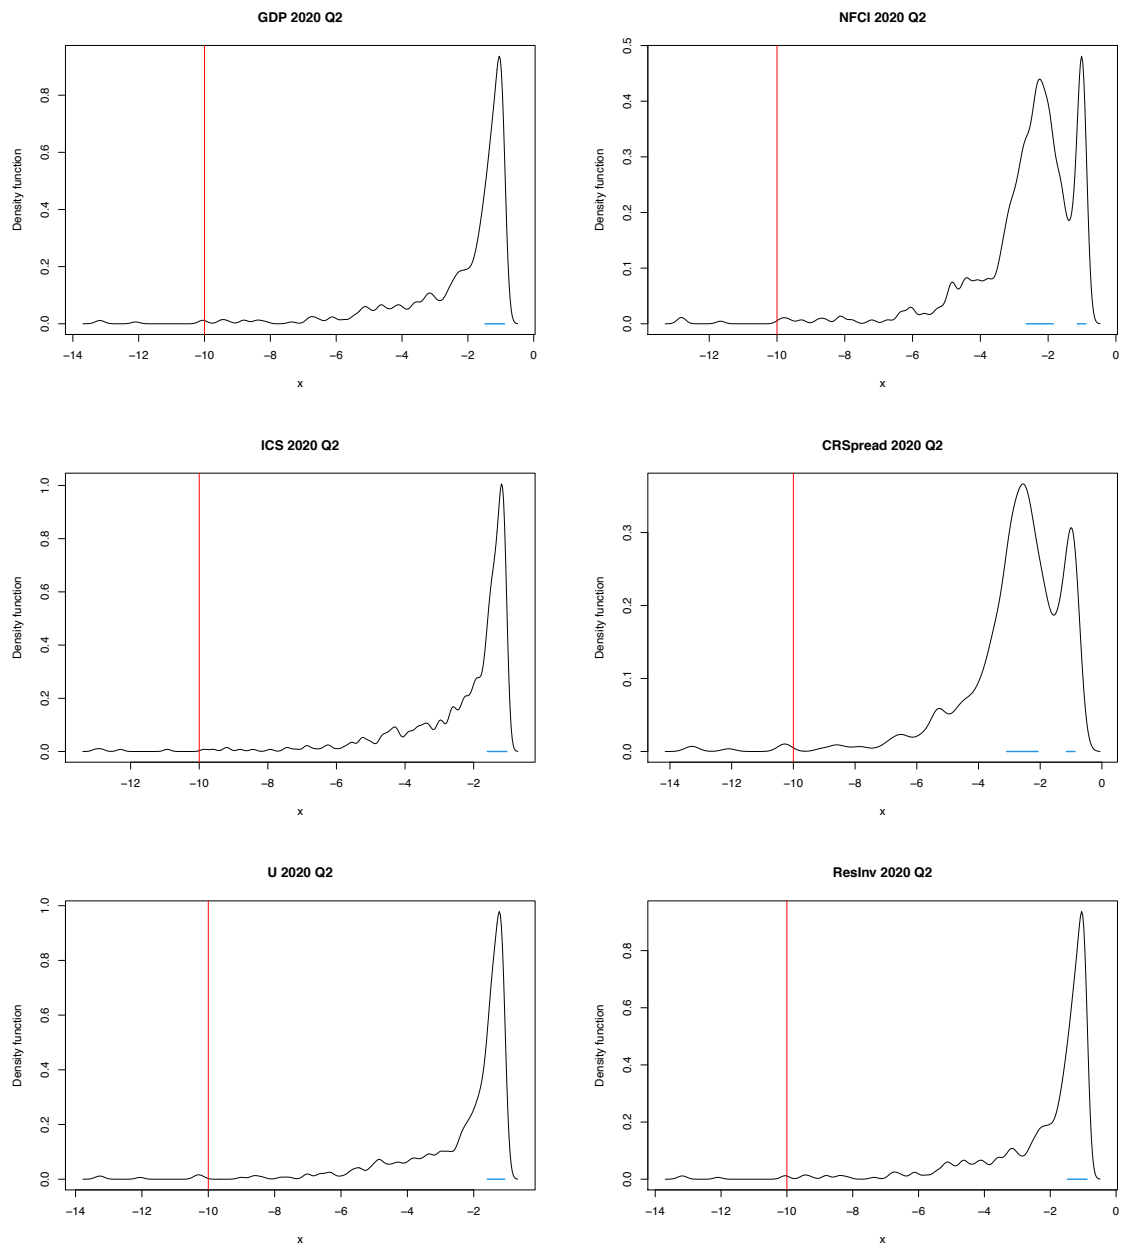 GDP 2020 Q2
Density function
0.0 0.2 0.4 0.6 0.8
−14 −12 −10 −8 −6 −4 −2 0
x
NFCI 2020 Q2
Density function
0.0 0.1 0.2 0.3 0.4 0.5
−12 −10 −8 −6 −4 −2 0
x
ICS 2020 Q2
Density function
0.0 0.2 0.4 0.6 0.8 1.0
−12 −10 −8 −6 −4 −2
x
CRSpread 2020 Q2
Density function
0.0 0.1 0.2 0.3
−14 −12 −10 −8 −6 −4 −2 0
x
U 2020 Q2
Density function
0.0 0.2 0.4 0.6 0.8 1.0
−14 −12 −10 −8 −6 −4 −2
x
ResInv 2020 Q2
Density function
0.0 0.2 0.4 0.6 0.8
−14 −12 −10 −8 −6 −4 −2 0
x